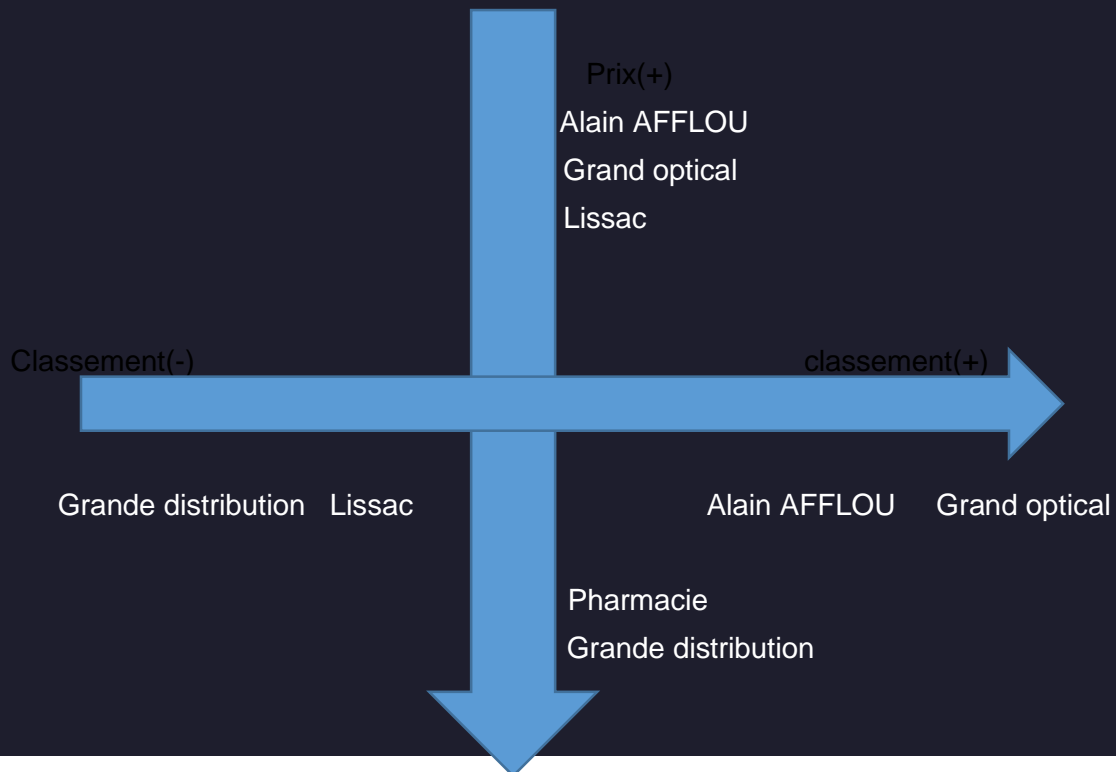 Prix(+)
Alain AFFLOU
Grand optical
Lissac
Classement(-) classement(+)
Grande distribution Lissac Alain AFFLOU Grand optical
Pharmacie
Grande distribution